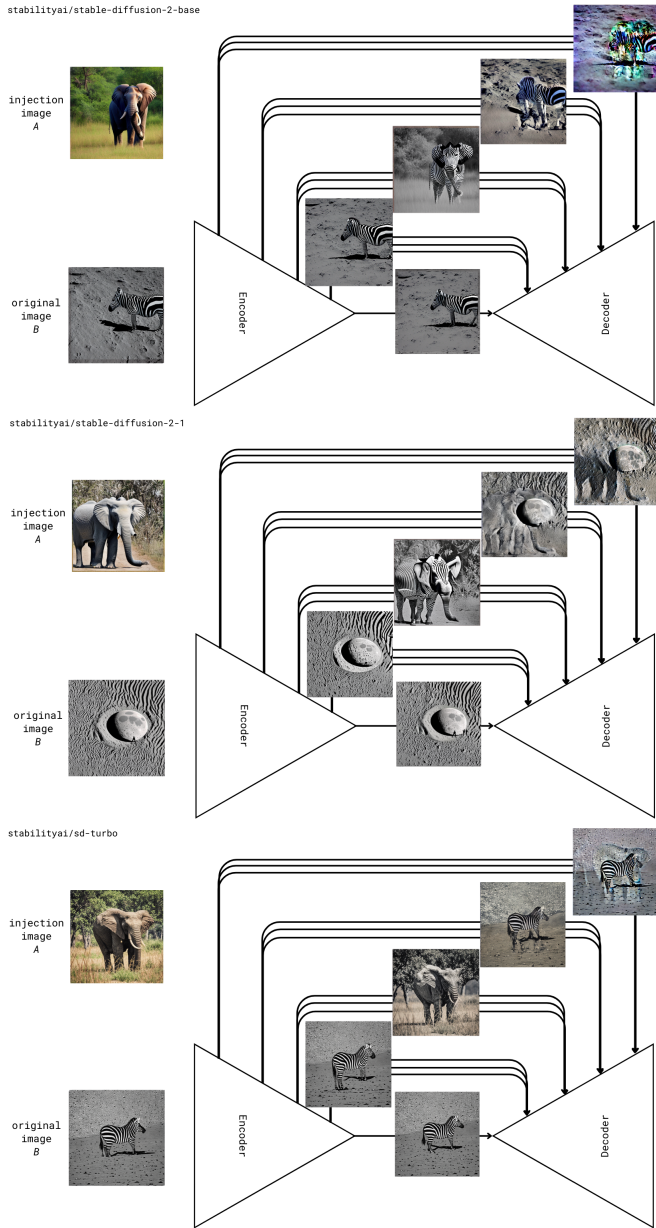 stabilityai/stable-diffusion-2-base
injection
image
A
original
image
B
Encoder
Decoder
stabilityai/stable-diffusion-2-1
injection
image
A
original
image
B
Encoder
Decoder
stabilityai/sd-turbo
injection
image
A
original
image
B
Encoder
Decoder